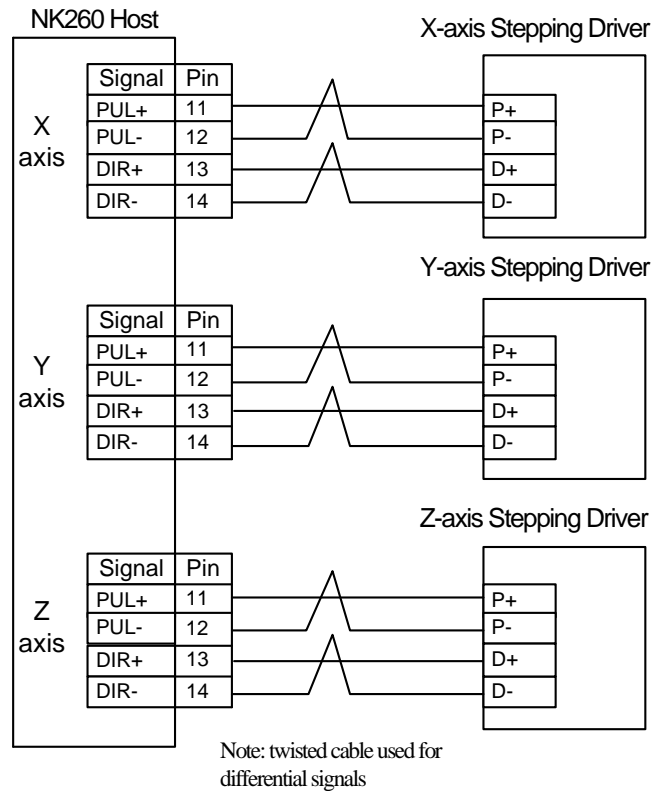 NK260 Host
X-axis Stepping Driver
Signal Pin
X
axis
PUL+ 11 P+
PUL- 12 P-
DIR+ 13 D+
DIR- 14 D-
Y-axis Stepping Driver
Signal Pin
Y
axis
PUL+ 11 P+
PUL- 12 P-
DIR+ 13 D+
DIR- 14 D-
Z-axis Stepping Driver
Signal Pin
Z
axis
PUL+ 11 P+
PUL- 12 P-
DIR+ 13 D+
DIR- 14 D-
Note: twisted cable used for
differential signals